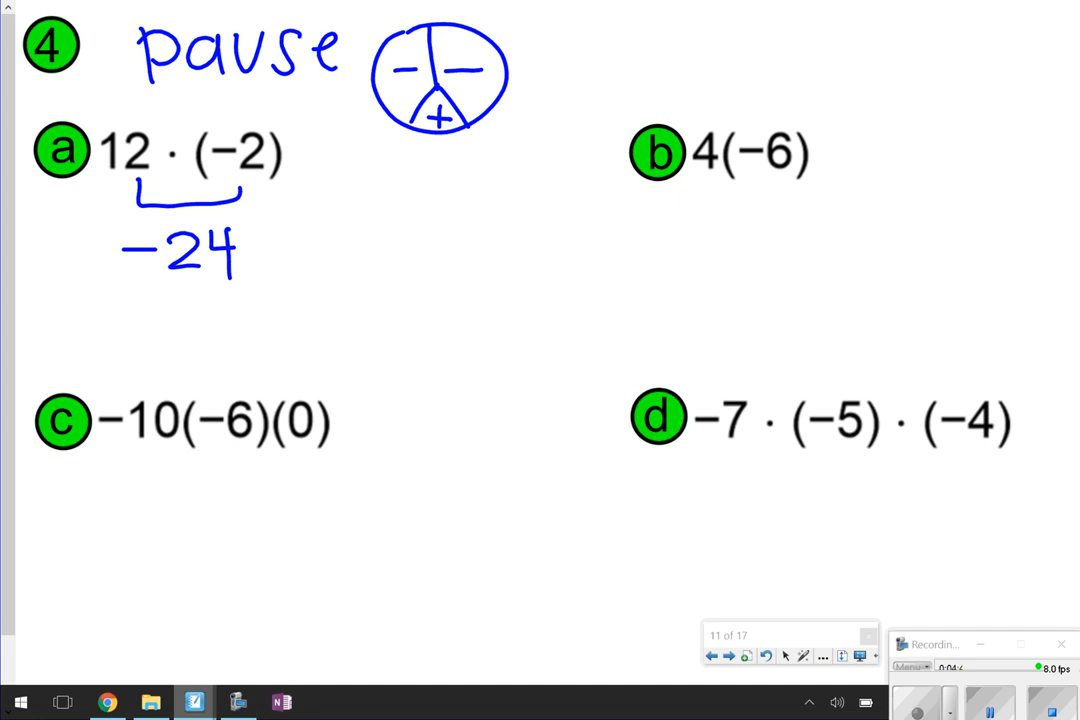 4 pause
− −
+
a 12 · (−2)
−24
b 4(−6)
c −10(−6)(0)
d −7 · (−5) · (−4)
11 of 17
Recordin...
Menu
8.0 fps